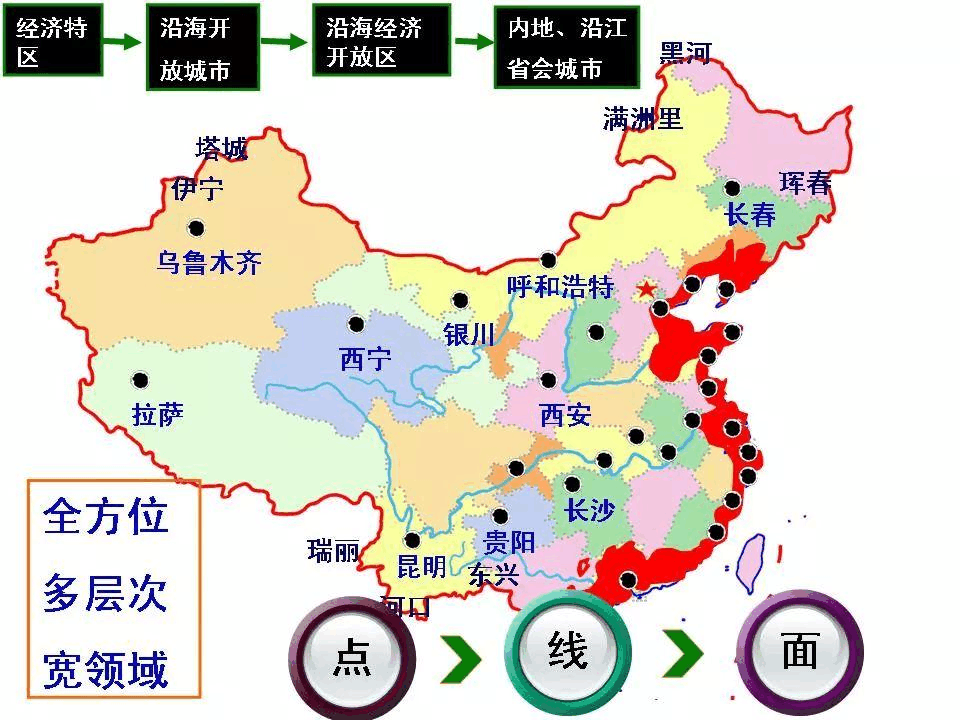 经济特
区
沿海开
放城市
沿海经济
开放区
内地、沿江
省会城市
黑河
满洲里
塔城
伊宁
珲春
长春
乌鲁木齐
呼和浩特
银川
西宁
拉萨
西安
长沙
贵阳
瑞丽
昆明
东兴
河口
全方位
多层次
宽领域
点
线
面